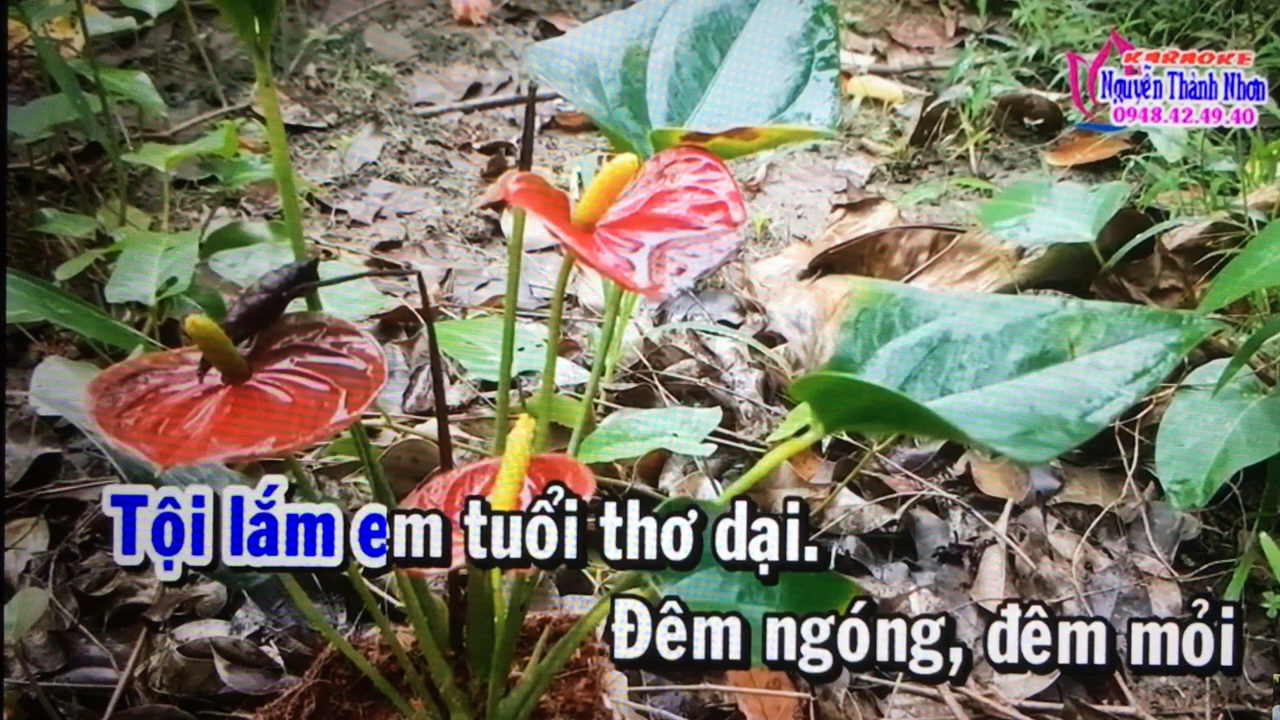 KARAOKE
Nguyễn Thành Nhơn
0948.42.49.40
Tội lắm em tuổi thơ dại.
Đêm ngóng, đêm mỏi